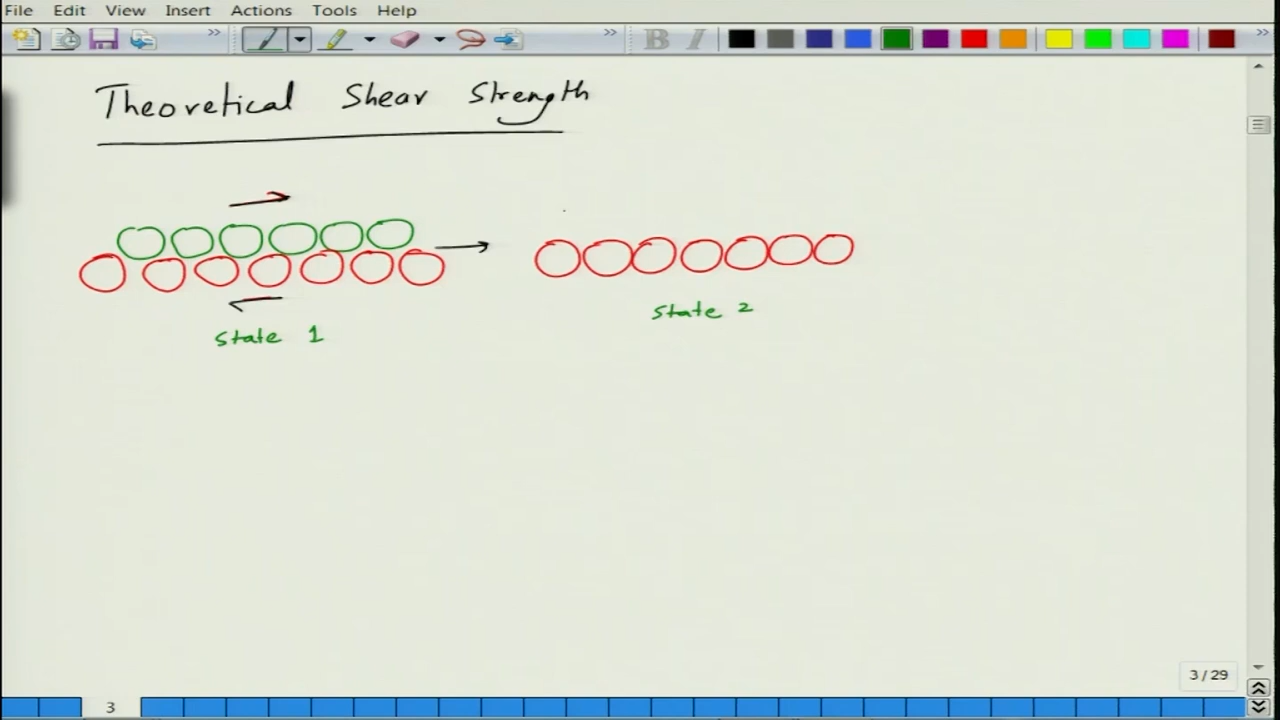 File Edit View Insert Actions Tools Help
B I
Theoretical Shear Strength
State 1
State 2
3 / 29
3